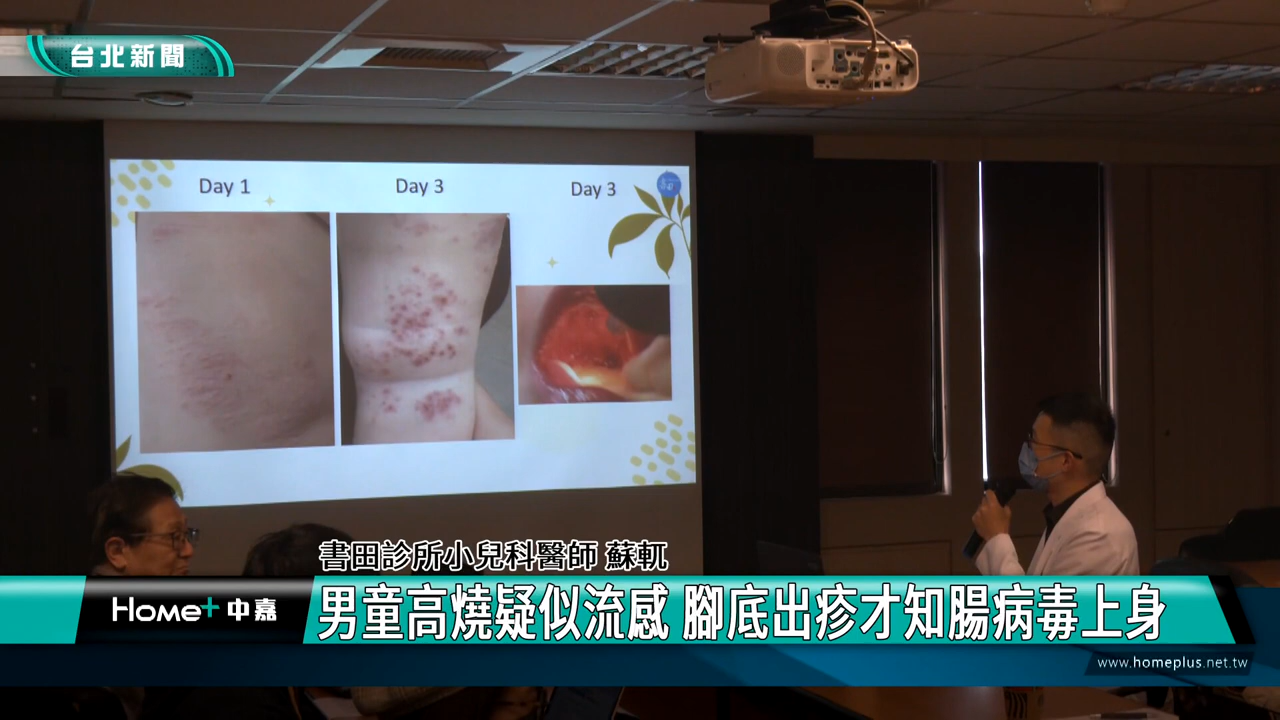 台北新聞
Day 1
Day 3
Day 3
書田診所小兒科醫師 蘇軏
Home+ 中嘉
男童高燒疑似流感 腳底出疹才知腸病毒上身
www.homeplus.net.tw